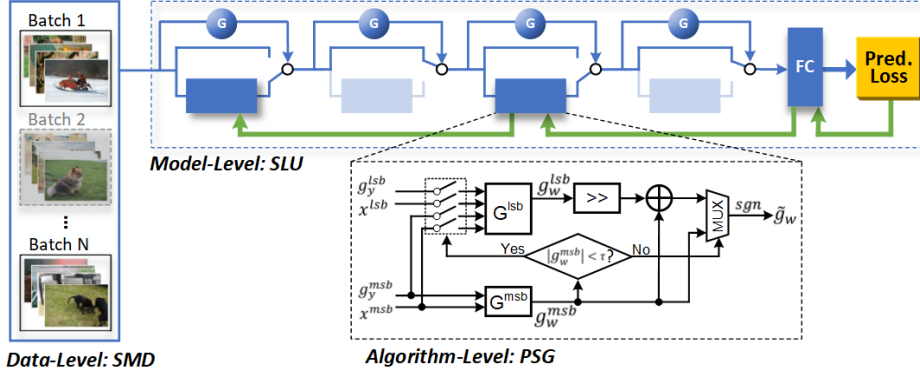 Batch 1
Batch 2
⋮
Batch N
Data-Level: SMD
G
G
G
G
FC
Pred.
Loss
Model-Level: SLU
g_y^{lsb}
x^{lsb}
G^{lsb}
g_w^{lsb}
>>
MUX
sgn
g̃_w
Yes
|g_w^{msb}| < τ?
No
g_y^{msb}
x^{msb}
G^{msb}
g_w^{msb}
Algorithm-Level: PSG